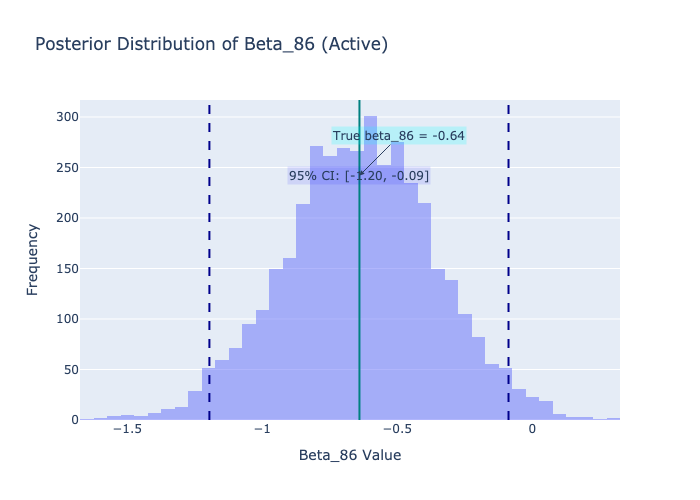 Posterior Distribution of Beta_86 (Active)
300
True beta_86 = -0.64
250
95% CI: [-1.20, -0.09]
200
Frequency
150
100
50
0
−1.5
−1
−0.5
0
Beta_86 Value